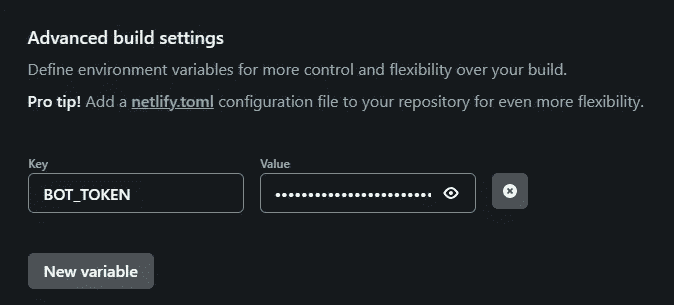 Advanced build settings
Define environment variables for more control and flexibility over your build.
Pro tip! Add a netlify.toml configuration file to your repository for even more flexibility.
Key Value
BOT_TOKEN ••••••••••••••••••••••••
New variable